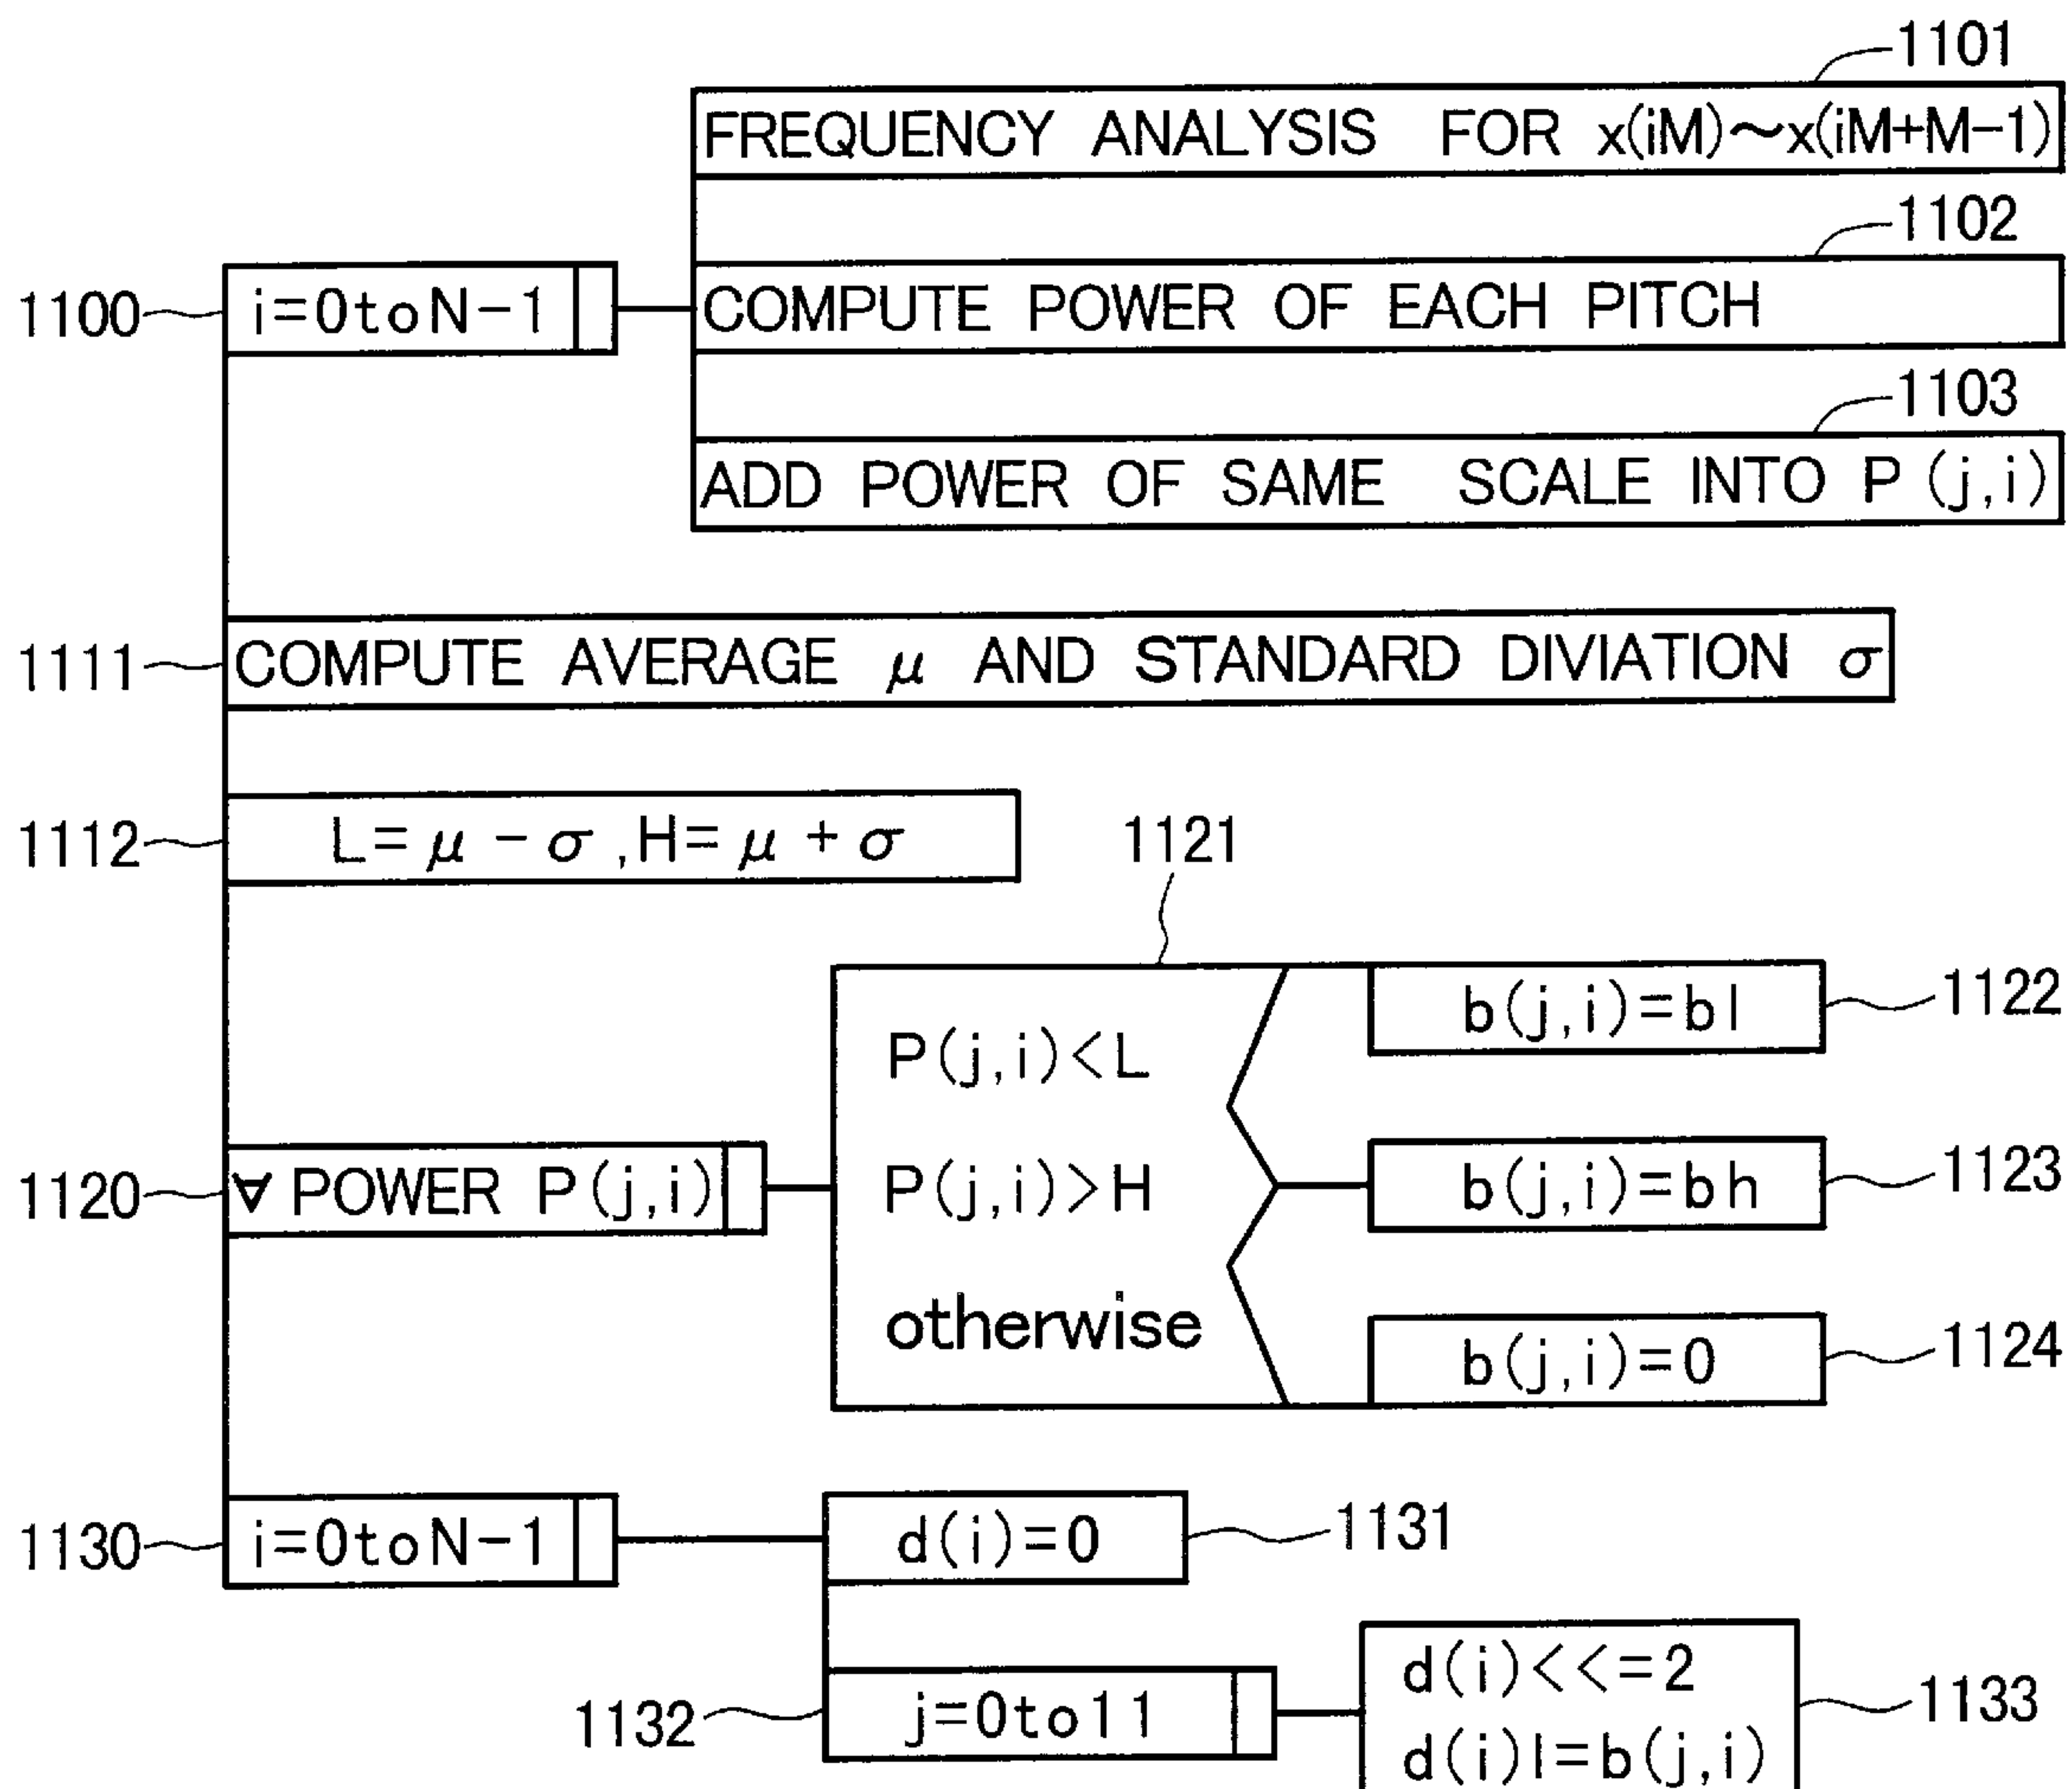 1101
FREQUENCY ANALYSIS FOR x(iM)~x(iM+M-1)
1102
1100
i=0toN-1
COMPUTE POWER OF EACH PITCH
1103
ADD POWER OF SAME SCALE INTO P(j,i)
1111
COMPUTE AVERAGE μ AND STANDARD DIVIATION σ
1112
L=μ-σ,H=μ+σ
1121
P(j,i)<L
b(j,i)=bl
1122
1120
∀ POWER P(j,i)
P(j,i)>H
b(j,i)=bh
1123
otherwise
b(j,i)=0
1124
1130
i=0toN-1
d(i)=0
1131
1132
j=0to11
d(i)<<=2
d(i)|=b(j,i)
1133